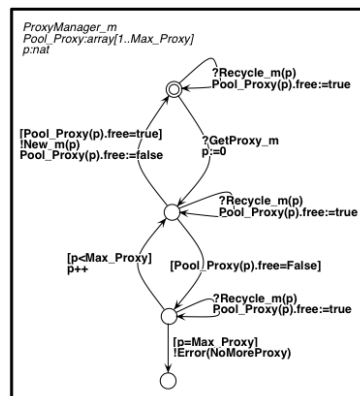 ProxyManager_m
Pool_Proxy:array[1..Max_Proxy]
p:nat
?Recycle_m(p)
Pool_Proxy(p).free:=true
[Pool_Proxy(p).free=true]
!New_m(p)
Pool_Proxy(p).free:=false
?GetProxy_m
p:=0
?Recycle_m(p)
Pool_Proxy(p).free:=true
[p<Max_Proxy]
p++
[Pool_Proxy(p).free=False]
?Recycle_m(p)
Pool_Proxy(p).free:=true
[p=Max_Proxy]
!Error(NoMoreProxy)